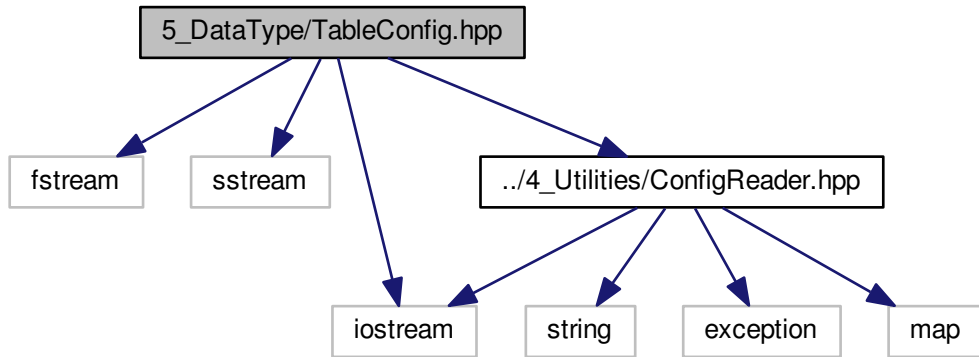 5_DataType/TableConfig.hpp
fstream
sstream
../4_Utilities/ConfigReader.hpp
iostream
string
exception
map